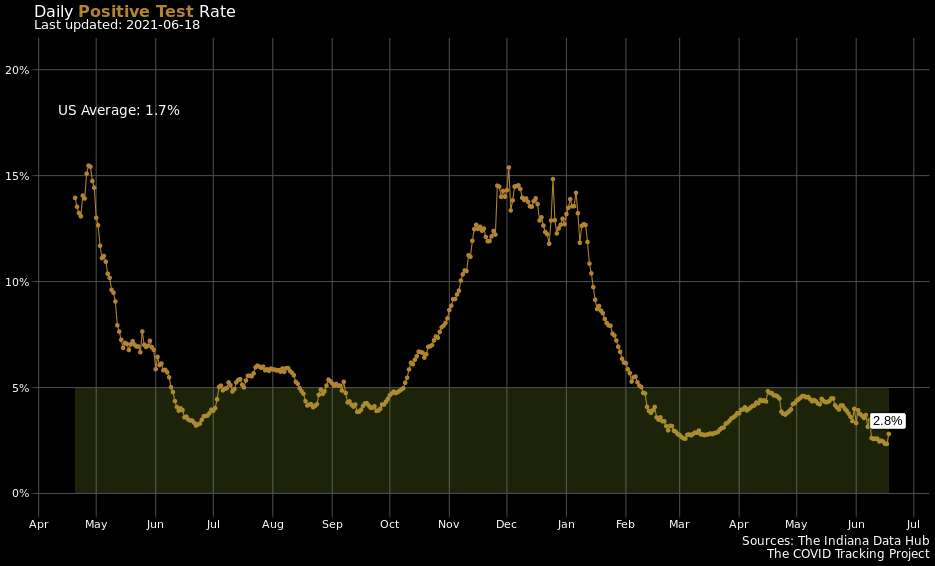 Daily Positive Test Rate
Last updated: 2021-06-18
20%
US Average: 1.7%
15%
10%
5%
2.8%
0%
Apr May Jun Jul Aug Sep Oct Nov Dec Jan Feb Mar Apr May Jun Jul
Sources: The Indiana Data Hub
The COVID Tracking Project